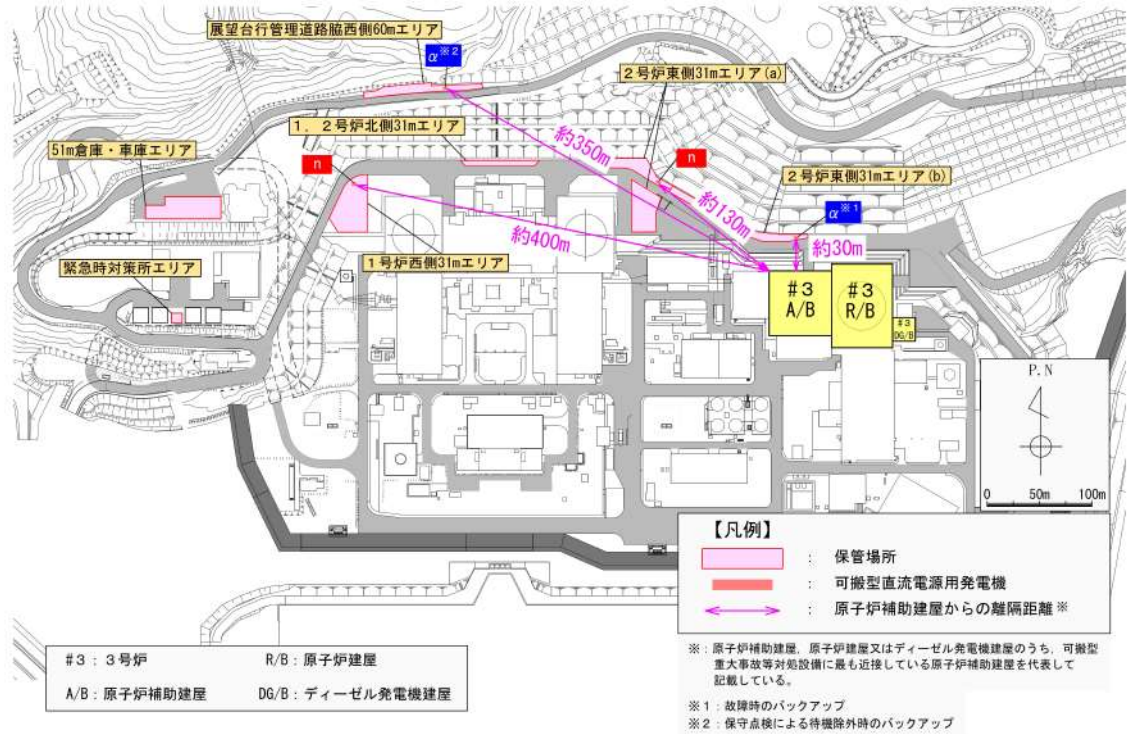 展望台行管理道路脇西側60mエリア
α※2
２号炉東側31mエリア(a)
１．２号炉北側31mエリア
51m倉庫・車庫エリア
n
n
約350m
２号炉東側31mエリア(b)
約130m
α※1
約400m
約30m
１号炉西側31mエリア
緊急時対策所エリア
#３
A/B
#３
R/B
#３
DG/B
P.N
0 50m 100m
【凡例】
： 保管場所
： 可搬型直流電源用発電機
： 原子炉補助建屋からの離隔距離※
※：原子炉補助建屋，原子炉建屋又はディーゼル発電機建屋のうち，可搬型
重大事故等対処設備に最も近接している原子炉補助建屋を代表して
記載している。
※１：故障時のバックアップ
※２：保守点検による待機除外時のバックアップ
#３：３号炉
R/B：原子炉建屋
A/B：原子炉補助建屋
DG/B：ディーゼル発電機建屋